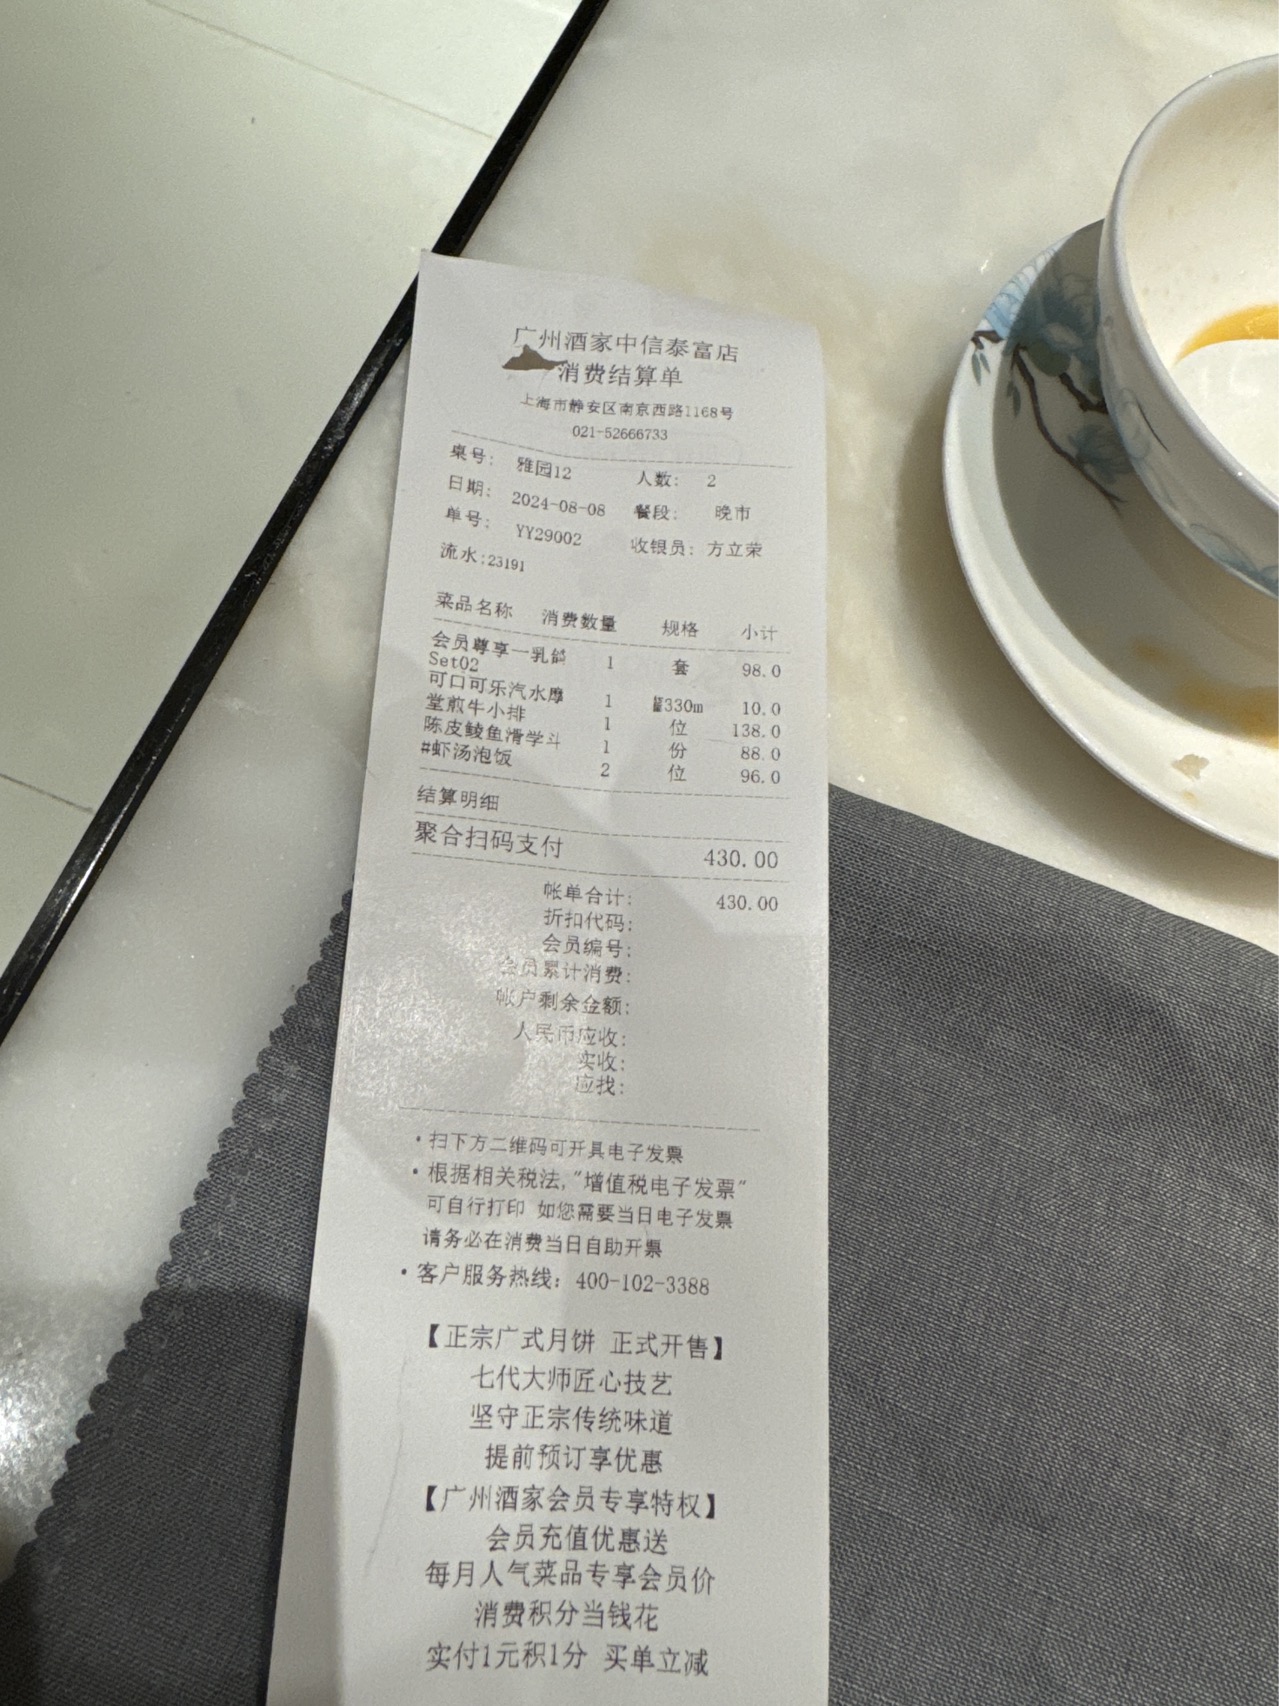 广州酒家中信泰富店
消费结算单
上海市静安区南京西路1168号
021-52666733
桌号: 雅园12 人数: 2
日期: 2024-08-08 餐段: 晚市
单号: YY29002 收银员: 方立荣
流水:23191
菜品名称 消费数量 规格 小计
会员尊享一乳鸽 1 套 98.0
Set02
可口可乐汽水摩 1 330m 10.0
堂煎牛小排 1 位 138.0
陈皮鲮鱼滑学斗 1 份 88.0
#虾汤泡饭 2 位 96.0
结算明细
聚合扫码支付 430.00
帐单合计: 430.00
折扣代码:
会员编号:
会员累计消费:
帐户剩余金额:
人民币应收:
实收:
应找:
·扫下方二维码可开具电子发票
·根据相关税法,"增值税电子发票"
可自行打印 如您需要当日电子发票
请务必在消费当日自助开票
·客户服务热线: 400-102-3388
【正宗广式月饼 正式开售】
七代大师匠心技艺
坚守正宗传统味道
提前预订享优惠
【广州酒家会员专享特权】
会员充值优惠送
每月人气菜品专享会员价
消费积分当钱花
实付1元积1分 买单立减